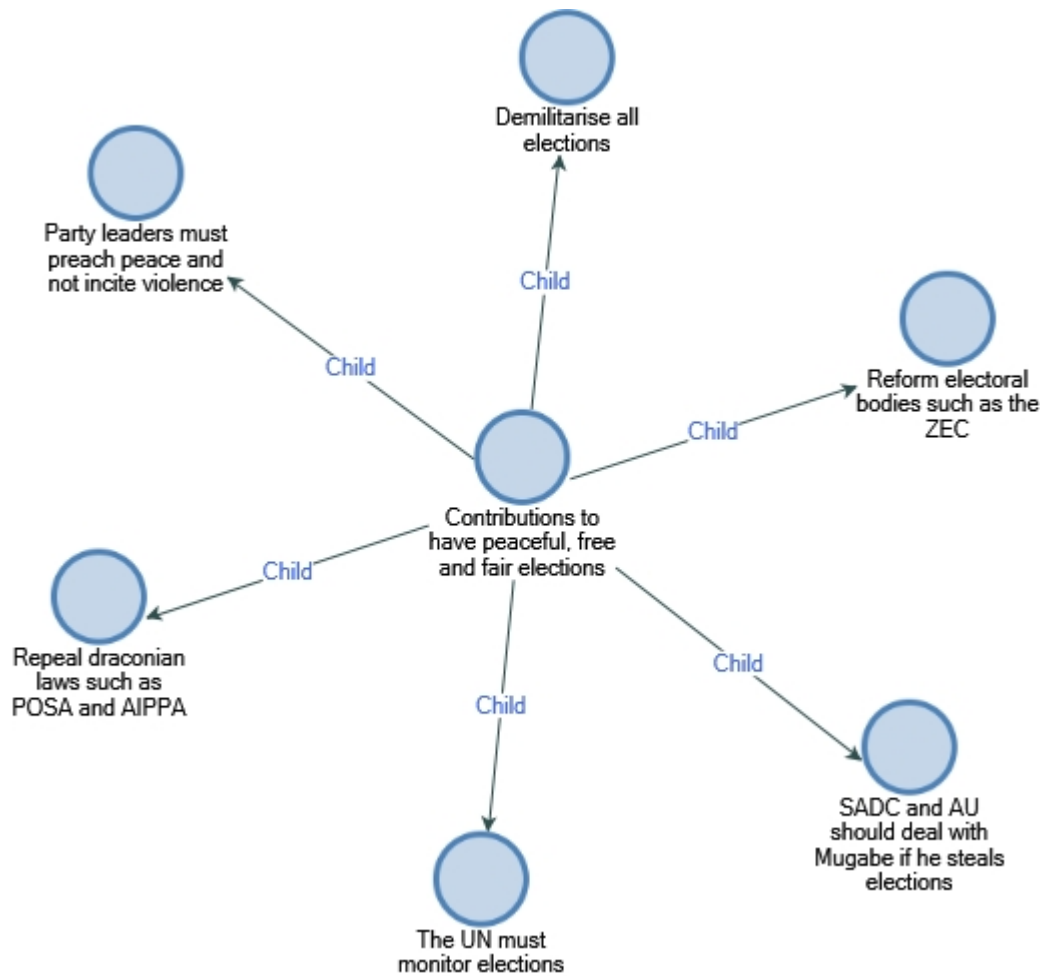 Demilitarise all
elections
Party leaders must
preach peace and
not incite violence
Child
Child
Reform electoral
bodies such as the
ZEC
Child
Contributions to
have peaceful, free
and fair elections
Child
Repeal draconian
laws such as
POSA and AIPPA
Child
Child
SADC and AU
should deal with
Mugabe if he steals
elections
The UN must
monitor elections